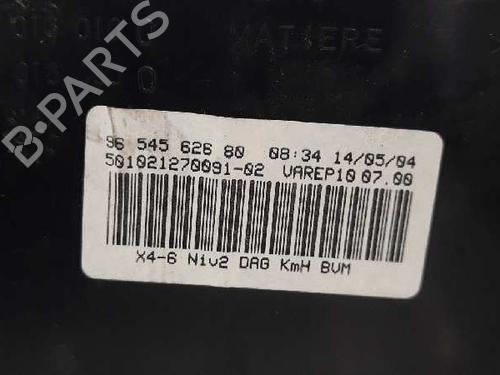 MATIERE
96 545 626 80 08:34 14/05/04
501021270091-02 VAREP10 07.00
X4-6 Niv2 DAG KmH BVM
B-PARTS